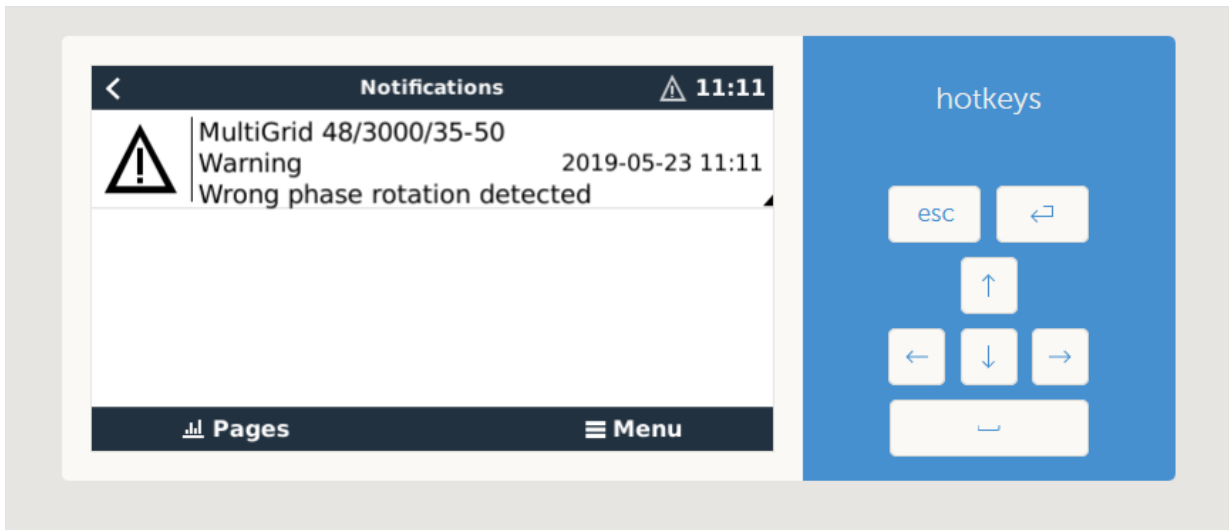 Notifications
11:11
MultiGrid 48/3000/35-50
Warning
2019-05-23 11:11
Wrong phase rotation detected
Pages
Menu
hotkeys
esc